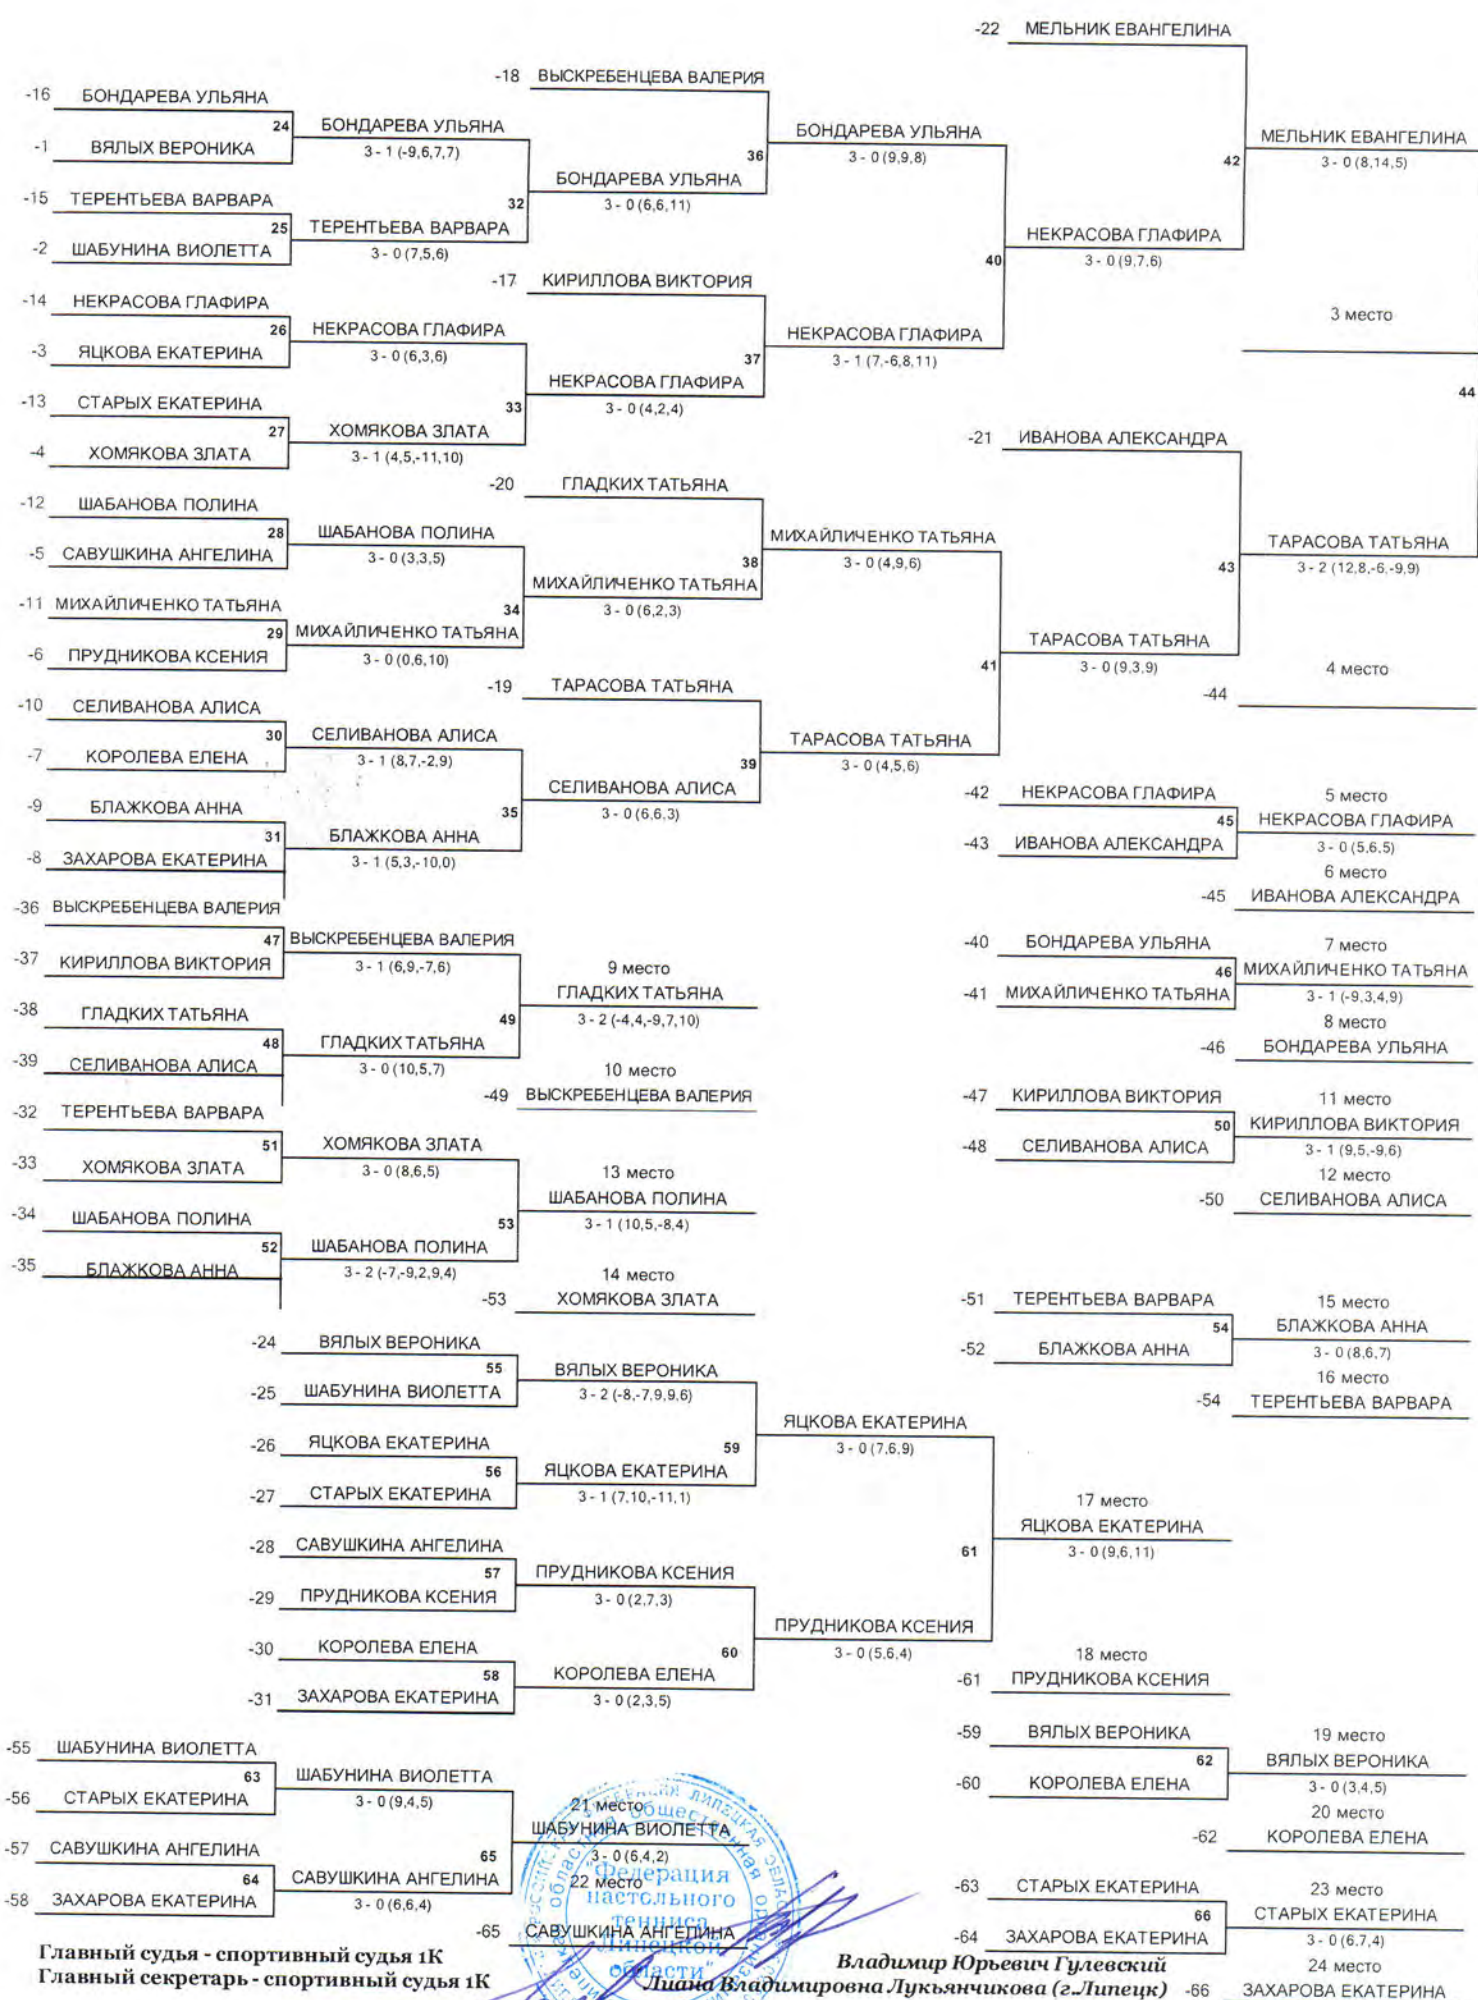 -22 МЕЛЬНИК ЕВАНГЕЛИНА
-18 ВЫСКРЕБЕНЦЕВА ВАЛЕРИЯ
-16 БОНДАРЕВА УЛЬЯНА
24 БОНДАРЕВА УЛЬЯНА
БОНДАРЕВА УЛЬЯНА
МЕЛЬНИК ЕВАНГЕЛИНА
-1 ВЯЛЫХ ВЕРОНИКА
3 - 1 (-9,6,7,7)
36
3 - 0 (9,9,8)
42
3 - 0 (8,14,5)
БОНДАРЕВА УЛЬЯНА
-15 ТЕРЕНТЬЕВА ВАРВАРА
32
3 - 0 (6,6,11)
25 ТЕРЕНТЬЕВА ВАРВАРА
НЕКРАСОВА ГЛАФИРА
-2 ШАБУНИНА ВИОЛЕТТА
3 - 0 (7,5,6)
40
3 - 0 (9,7,6)
-17 КИРИЛЛОВА ВИКТОРИЯ
-14 НЕКРАСОВА ГЛАФИРА
3 место
26 НЕКРАСОВА ГЛАФИРА
НЕКРАСОВА ГЛАФИРА
-3 ЯЦКОВА ЕКАТЕРИНА
3 - 0 (6,3,6)
37
3 - 1 (7,-6,8,11)
НЕКРАСОВА ГЛАФИРА
44
-13 СТАРЫХ ЕКАТЕРИНА
33
3 - 0 (4,2,4)
27 ХОМЯКОВА ЗЛАТА
-21 ИВАНОВА АЛЕКСАНДРА
-4 ХОМЯКОВА ЗЛАТА
3 - 1 (4,5,-11,10)
-20 ГЛАДКИХ ТАТЬЯНА
-12 ШАБАНОВА ПОЛИНА
28 ШАБАНОВА ПОЛИНА
МИХАЙЛИЧЕНКО ТАТЬЯНА
ТАРАСОВА ТАТЬЯНА
-5 САВУШКИНА АНГЕЛИНА
3 - 0 (3,3,5)
38
3 - 0 (4,9,6)
43
3 - 2 (12,8,-6,-9,9)
МИХАЙЛИЧЕНКО ТАТЬЯНА
-11 МИХАЙЛИЧЕНКО ТАТЬЯНА
34
3 - 0 (6,2,3)
29 МИХАЙЛИЧЕНКО ТАТЬЯНА
ТАРАСОВА ТАТЬЯНА
-6 ПРУДНИКОВА КСЕНИЯ
3 - 0 (0,6,10)
41
3 - 0 (9,3,9)
4 место
-19 ТАРАСОВА ТАТЬЯНА
-44
-10 СЕЛИВАНОВА АЛИСА
30 СЕЛИВАНОВА АЛИСА
ТАРАСОВА ТАТЬЯНА
-7 КОРОЛЕВА ЕЛЕНА
3 - 1 (8,7,-2,9)
39
3 - 0 (4,5,6)
СЕЛИВАНОВА АЛИСА
-42 НЕКРАСОВА ГЛАФИРА
5 место
-9 БЛАЖКОВА АННА
35
3 - 0 (6,6,3)
45 НЕКРАСОВА ГЛАФИРА
31 БЛАЖКОВА АННА
-43 ИВАНОВА АЛЕКСАНДРА
3 - 0 (5,6,5)
-8 ЗАХАРОВА ЕКАТЕРИНА
3 - 1 (5,3,-10,0)
6 место
-45 ИВАНОВА АЛЕКСАНДРА
-36 ВЫСКРЕБЕНЦЕВА ВАЛЕРИЯ
47 ВЫСКРЕБЕНЦЕВА ВАЛЕРИЯ
-40 БОНДАРЕВА УЛЬЯНА
7 место
-37 КИРИЛЛОВА ВИКТОРИЯ
3 - 1 (6,9,-7,6)
9 место
46 МИХАЙЛИЧЕНКО ТАТЬЯНА
ГЛАДКИХ ТАТЬЯНА
-41 МИХАЙЛИЧЕНКО ТАТЬЯНА
3 - 1 (-9,3,4,9)
-38 ГЛАДКИХ ТАТЬЯНА
49
3 - 2 (-4,4,-9,7,10)
8 место
48 ГЛАДКИХ ТАТЬЯНА
-46 БОНДАРЕВА УЛЬЯНА
-39 СЕЛИВАНОВА АЛИСА
3 - 0 (10,5,7)
10 место
-49 ВЫСКРЕБЕНЦЕВА ВАЛЕРИЯ
-47 КИРИЛЛОВА ВИКТОРИЯ
11 место
-32 ТЕРЕНТЬЕВА ВАРВАРА
50 КИРИЛЛОВА ВИКТОРИЯ
51 ХОМЯКОВА ЗЛАТА
-48 СЕЛИВАНОВА АЛИСА
3 - 1 (9,5,-9,6)
-33 ХОМЯКОВА ЗЛАТА
3 - 0 (8,6,5)
13 место
12 место
ШАБАНОВА ПОЛИНА
-50 СЕЛИВАНОВА АЛИСА
-34 ШАБАНОВА ПОЛИНА
53
3 - 1 (10,5,-8,4)
52 ШАБАНОВА ПОЛИНА
-35 БЛАЖКОВА АННА
3 - 2 (-7,-9,2,9,4)
14 место
-53 ХОМЯКОВА ЗЛАТА
-51 ТЕРЕНТЬЕВА ВАРВАРА
15 место
54 БЛАЖКОВА АННА
-24 ВЯЛЫХ ВЕРОНИКА
-52 БЛАЖКОВА АННА
3 - 0 (8,6,7)
55 ВЯЛЫХ ВЕРОНИКА
16 место
-25 ШАБУНИНА ВИОЛЕТТА
3 - 2 (-8,-7,9,9,6)
-54 ТЕРЕНТЬЕВА ВАРВАРА
ЯЦКОВА ЕКАТЕРИНА
-26 ЯЦКОВА ЕКАТЕРИНА
59
3 - 0 (7,6,9)
56 ЯЦКОВА ЕКАТЕРИНА
-27 СТАРЫХ ЕКАТЕРИНА
3 - 1 (7,10,-11,1)
17 место
ЯЦКОВА ЕКАТЕРИНА
-28 САВУШКИНА АНГЕЛИНА
61
3 - 0 (9,6,11)
57 ПРУДНИКОВА КСЕНИЯ
-29 ПРУДНИКОВА КСЕНИЯ
3 - 0 (2,7,3)
ПРУДНИКОВА КСЕНИЯ
-30 КОРОЛЕВА ЕЛЕНА
60
3 - 0 (5,6,4)
18 место
58 КОРОЛЕВА ЕЛЕНА
-61 ПРУДНИКОВА КСЕНИЯ
-31 ЗАХАРОВА ЕКАТЕРИНА
3 - 0 (2,3,5)
-59 ВЯЛЫХ ВЕРОНИКА
19 место
-55 ШАБУНИНА ВИОЛЕТТА
62 ВЯЛЫХ ВЕРОНИКА
63 ШАБУНИНА ВИОЛЕТТА
-60 КОРОЛЕВА ЕЛЕНА
3 - 0 (3,4,5)
-56 СТАРЫХ ЕКАТЕРИНА
3 - 0 (9,4,5)
21 место
20 место
ШАБУНИНА ВИОЛЕТТА
-62 КОРОЛЕВА ЕЛЕНА
-57 САВУШКИНА АНГЕЛИНА
65
3 - 0 (6,4,2)
64 САВУШКИНА АНГЕЛИНА
22 место
-63 СТАРЫХ ЕКАТЕРИНА
23 место
-58 ЗАХАРОВА ЕКАТЕРИНА
3 - 0 (6,6,4)
66 СТАРЫХ ЕКАТЕРИНА
-65 САВУШКИНА АНГЕЛИНА
-64 ЗАХАРОВА ЕКАТЕРИНА
3 - 0 (6,7,4)
"Федерация
настольного
тенниса
Липецкой
области"
Главный судья - спортивный судья 1К
Владимир Юрьевич Гулевский
24 место
Главный секретарь - спортивный судья 1К
Лиана Владимировна Лукьянчикова (г.Липецк)
-66 ЗАХАРОВА ЕКАТЕРИНА